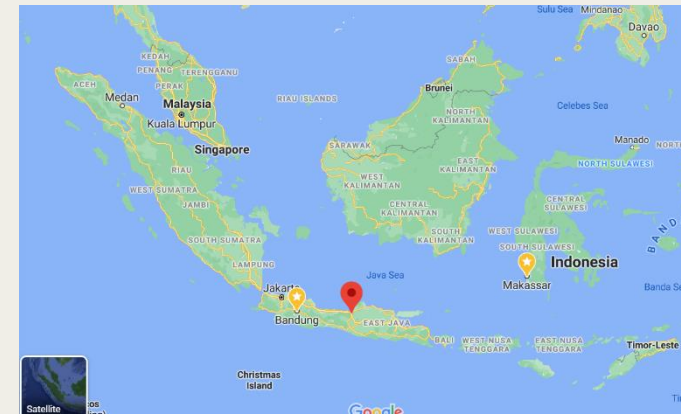 Sulu Sea
Mindanao
Davao
KEDAH
PENANG
TERENGGANU
ACEH
PERAK
SABAH
Medan
Malaysia
Brunei
RIAU ISLANDS
Celebes Sea
Kuala Lumpur
NORTH
KALIMANTAN
Singapore
SARAWAK
Manado
NORTH SULAWESI
RIAU
EAST
KALIMANTAN
WEST
KALIMANTAN
WEST SUMATRA
JAMBI
CENTRAL
SULAWESI
CENTRAL
KALIMANTAN
SOUTH SUMATRA
SOUTH
KALIMANTAN
WEST SULAWESI
SOUTH SULAWESI
BAND
LAMPUNG
Indonesia
Java Sea
Jakarta
Makassar
Banda Se
Bandung
EAST JAVA
BALI
WEST NUSA
TENGGARA
EAST NUSA
TENGGARA
Timor-Leste
Christmas
Island
Satellite
Google